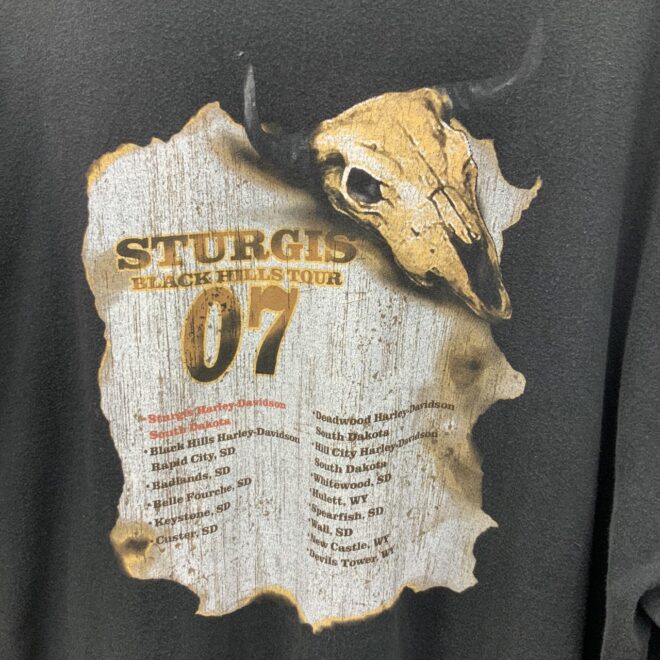 STURGIS
BLACK HILLS TOUR
07
•Sturgis Harley-Davidson
South Dakota
•Black Hills Harley-Davidson
Rapid City, SD
•Badlands, SD
•Belle Fourche, SD
•Keystone, SD
•Custer, SD
•Deadwood Harley-Davidson
South Dakota
•Hill City Harley-Davidson
South Dakota
•Whitewood, SD
•Hulett, WY
•Spearfish, SD
•Wall, SD
•New Castle, WY
•Devils Tower, WY